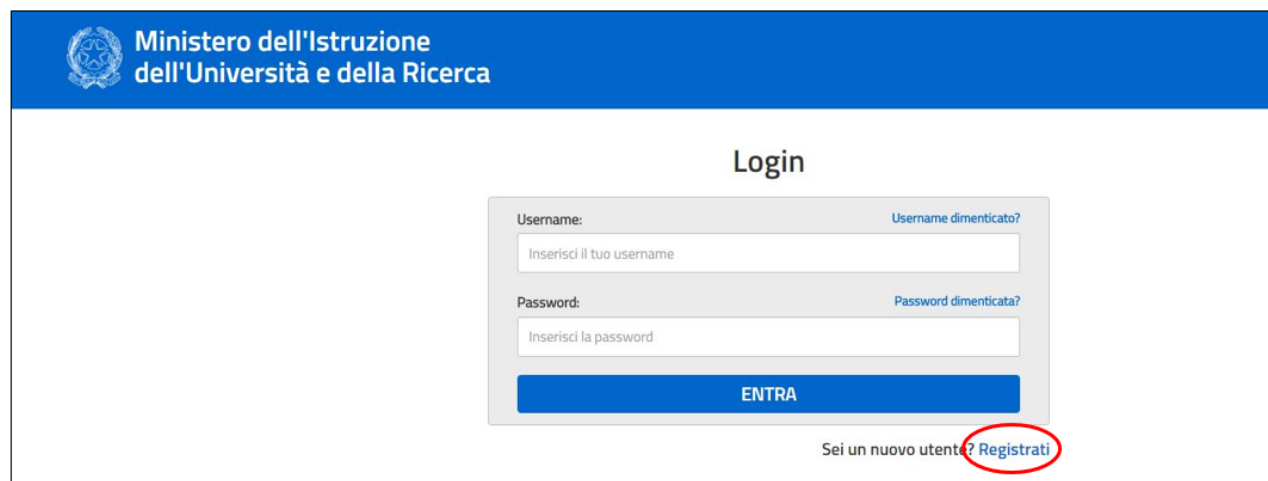 Ministero dell'Istruzione
dell'Università e della Ricerca
Login
Username: Username dimenticato?
Inserisci il tuo username
Password: Password dimenticata?
Inserisci la password
ENTRA
Sei un nuovo utente? Registrati